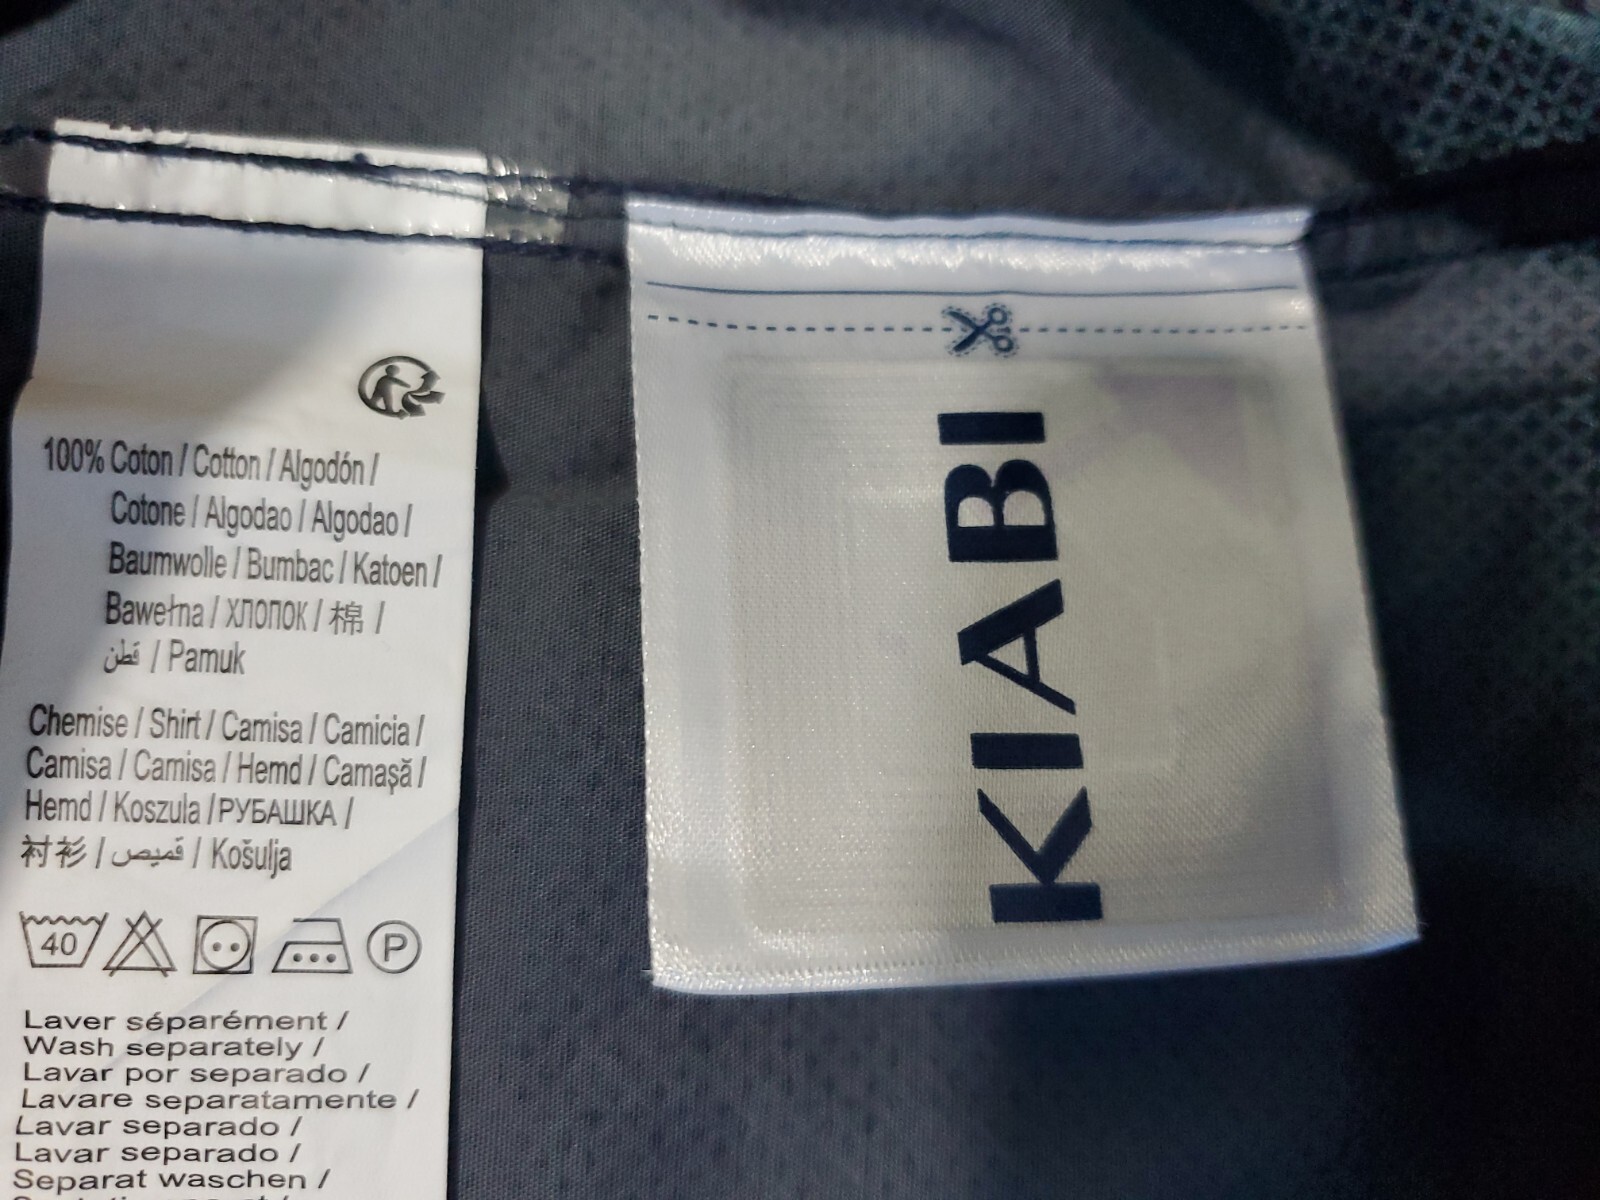 100% Coton / Cotton / Algodón /
Cotone / Algodao / Algodao /
Baumwolle / Bumbac / Katoen /
Bawełna / ХЛОПОК / 棉 /
قطن / Pamuk
Chemise / Shirt / Camisa / Camicia /
Camisa / Camisa / Hemd / Camaşă /
Hemd / Koszula /РУБАШКА /
衬衫 / قميص / Košulja
40
P
Laver séparément /
Wash separately /
Lavar por separado /
Lavare separatamente /
Lavar separado /
Lavar separado /
Separat waschen /
KIABI